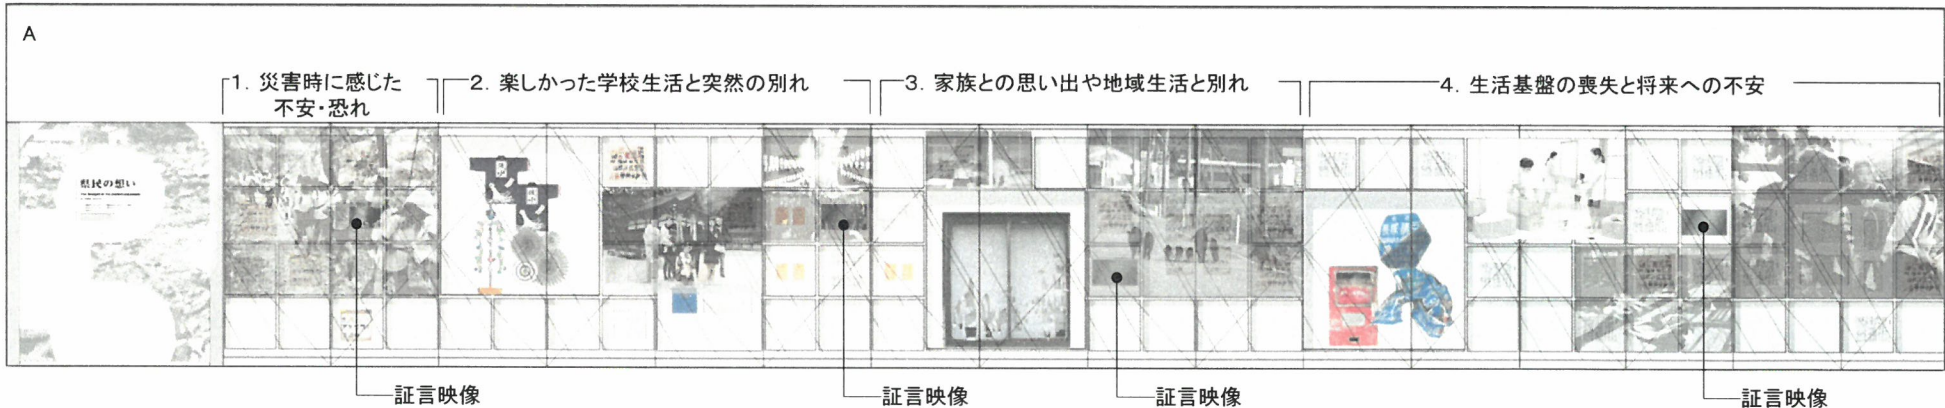 A
1. 災害時に感じた
不安・恐れ
2. 楽しかった学校生活と突然の別れ
3. 家族との思い出や地域生活と別れ
4. 生活基盤の喪失と将来への不安
県民の想い
証言映像
証言映像
証言映像
証言映像